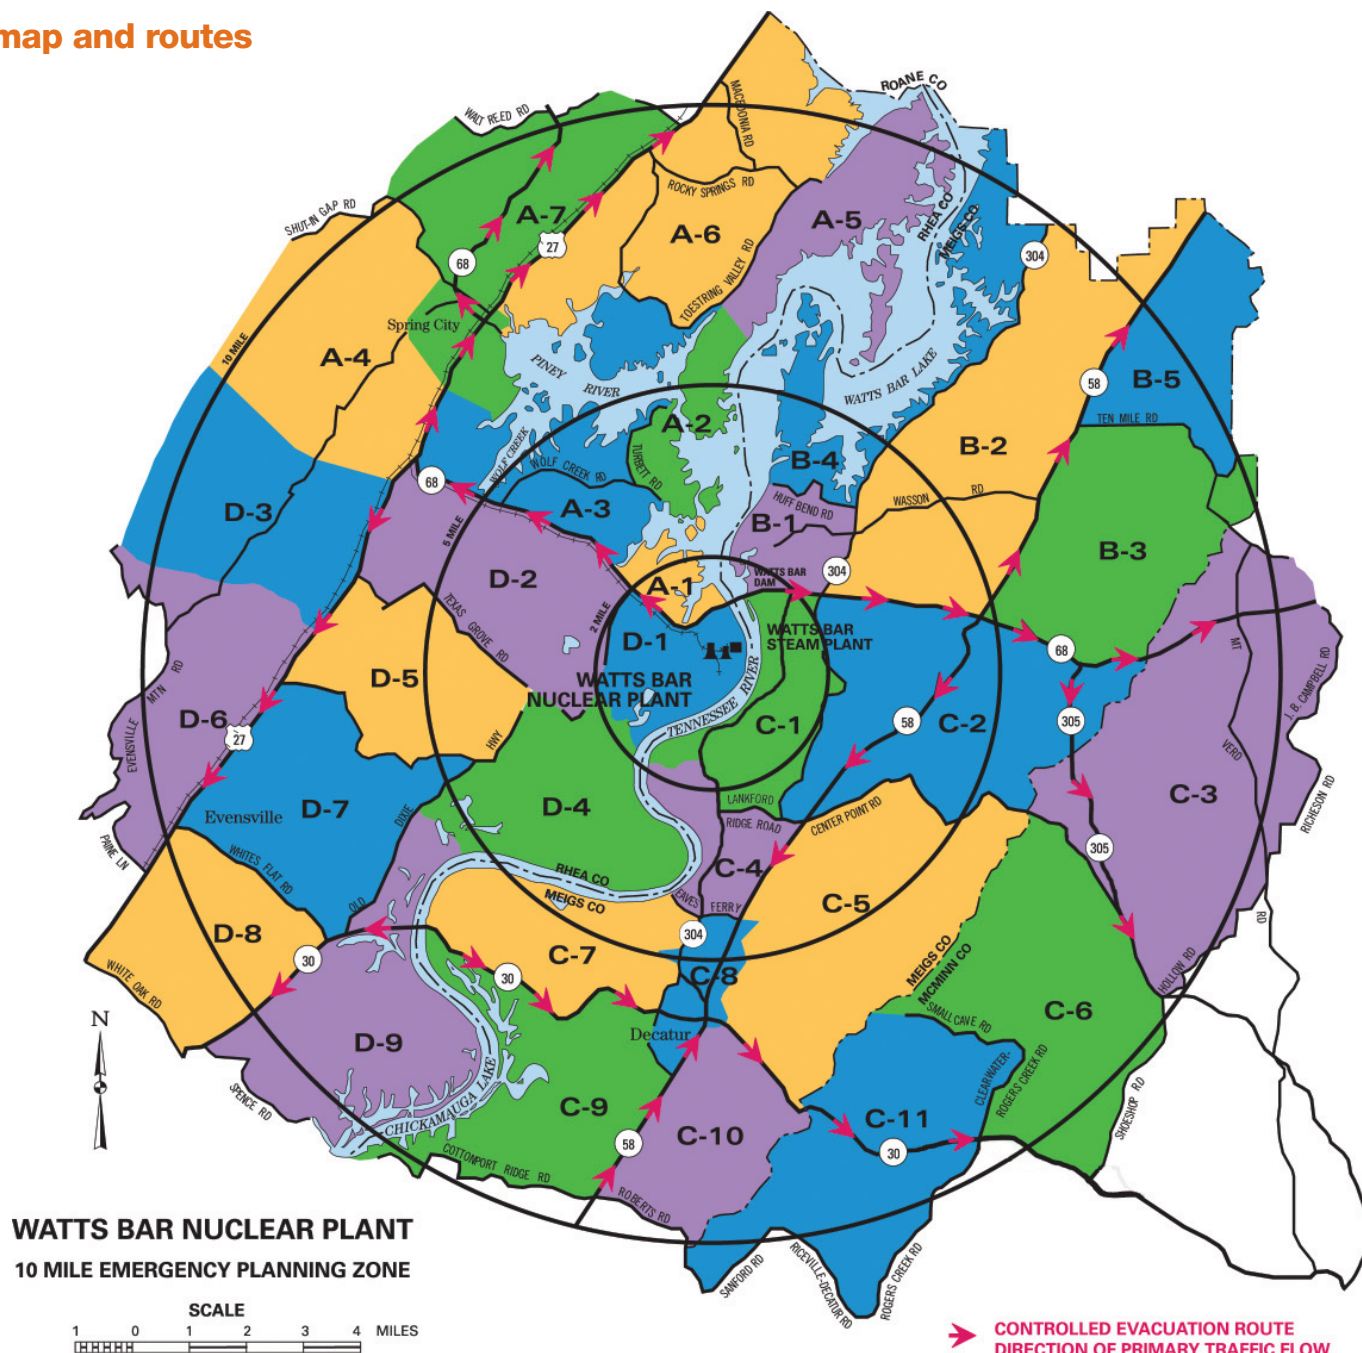 map and routes
ROANE CO
WALT REED RD
MACEDONIA RD
ROCKY SPRINGS RD
SHUT-IN GAP RD
A-7
A-6
A-5
RHEA CO
MEIGS CO
27
68
304
TOESTRING VALLEY RD
Spring City
10 MILE
A-4
PINEY RIVER
WATTS BAR LAKE
58
B-5
TEN MILE RD
A-2
B-2
B-4
WOLF CREEK
WOLF CREEK RD
TURBETT RD
68
D-3
A-3
HUFF BEND RD
WASSON RD
B-1
5 MILE
B-3
D-2
A-1
WATTS BAR
DAM
304
2 MILE
TEXAS GROVE RD
D-1
WATTS BAR
STEAM PLANT
68
MT VERD RD
J. B. CAMPBELL RD
WATTS BAR
NUCLEAR PLANT
TENNESSEE RIVER
D-5
D-6
EVENSVILLE MTN RD
27
C-1
58
C-2
305
HWY
D-7
Evensville
DIXIE
D-4
LANKFORD
RIDGE ROAD
CENTER POINT RD
C-3
RICHESON RD
PAINE LN
WHITES FLAT RD
305
C-4
RHEA CO
MEIGS CO
EAVES FERRY
OLD
C-5
D-8
30
304
C-7
C-8
30
MEIGS CO
MCMINN CO
HOLLOW RD
WHITE OAK RD
C-6
SMALL CAVE RD
N
Decatur
D-9
CLEARWATER-
ROGERS CREEK RD
SPENCE RD
CHICKAMAUGA LAKE
C-9
C-11
SHOESHOP RD
C-10
58
30
COTTONPORT RIDGE RD
ROBERTS RD
SANFORD RD
RICEVILLE-DECATUR RD
ROGERS CREEK RD
WATTS BAR NUCLEAR PLANT
10 MILE EMERGENCY PLANNING ZONE
SCALE
1 0 1 2 3 4 MILES
CONTROLLED EVACUATION ROUTE
DIRECTION OF PRIMARY TRAFFIC FLOW